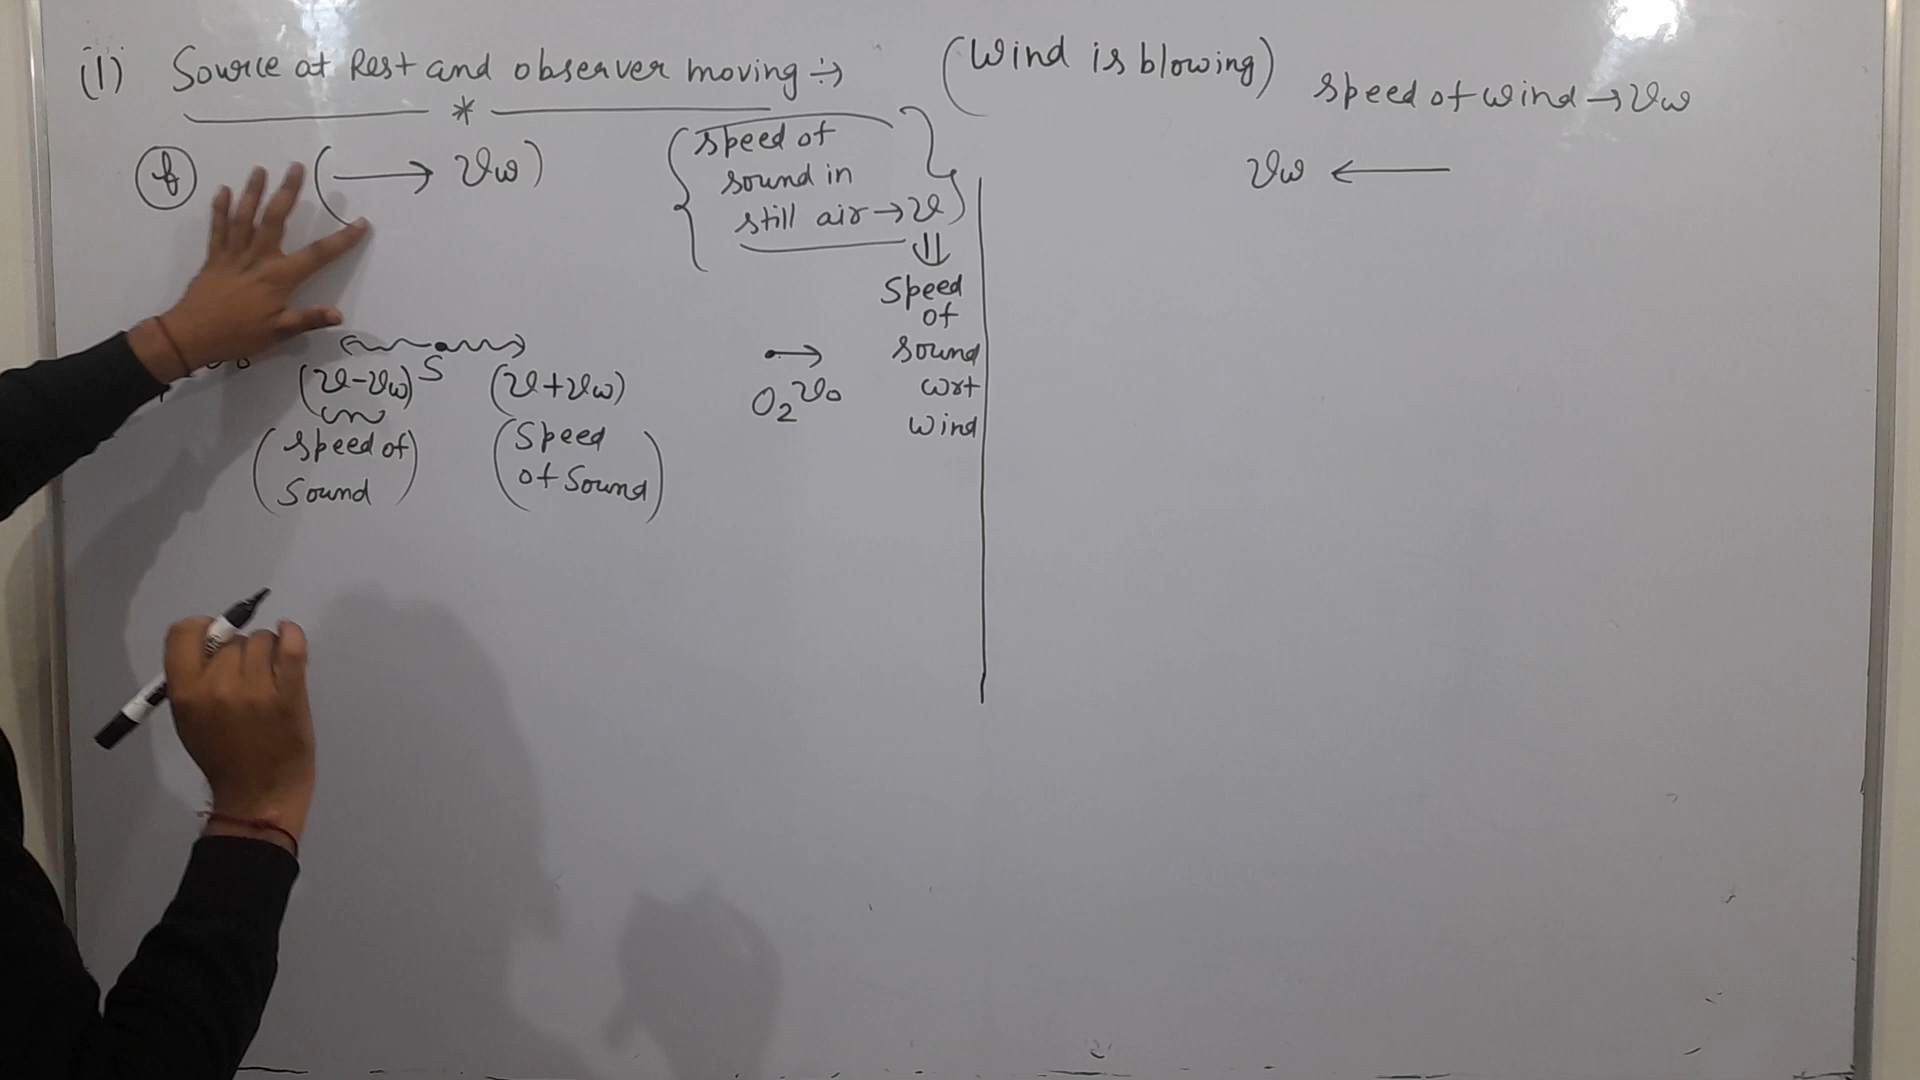 (1) Source at Rest and observer moving :→ (Wind is blowing)
speed of wind → vw
*
f (⟶ vw)
{speed of
sound in
still air → v}
⇓
Speed
of
sound
wrt
wind
vw ⟵
S
(v-vw) (v+vw)
(speed of
Sound)
(Speed
of Sound)
O2 vo